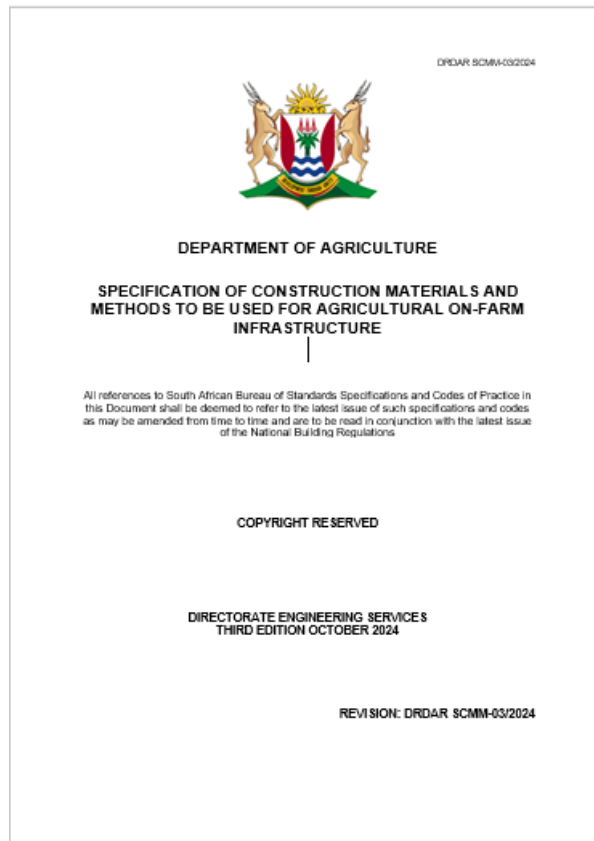 DRDAR SCMM-03/2024
DEPARTMENT OF AGRICULTURE
SPECIFICATION OF CONSTRUCTION MATERIALS AND
METHODS TO BE USED FOR AGRICULTURAL ON-FARM
INFRASTRUCTURE
All references to South African Bureau of Standards Specifications and Codes of Practice in
this Document shall be deemed to refer to the latest issue of such specifications and codes
as may be amended from time to time and are to be read in conjunction with the latest issue
of the National Building Regulations
COPYRIGHT RESERVED
DIRECTORATE ENGINEERING SERVICES
THIRD EDITION OCTOBER 2024
REVISION: DRDAR SCMM-03/2024